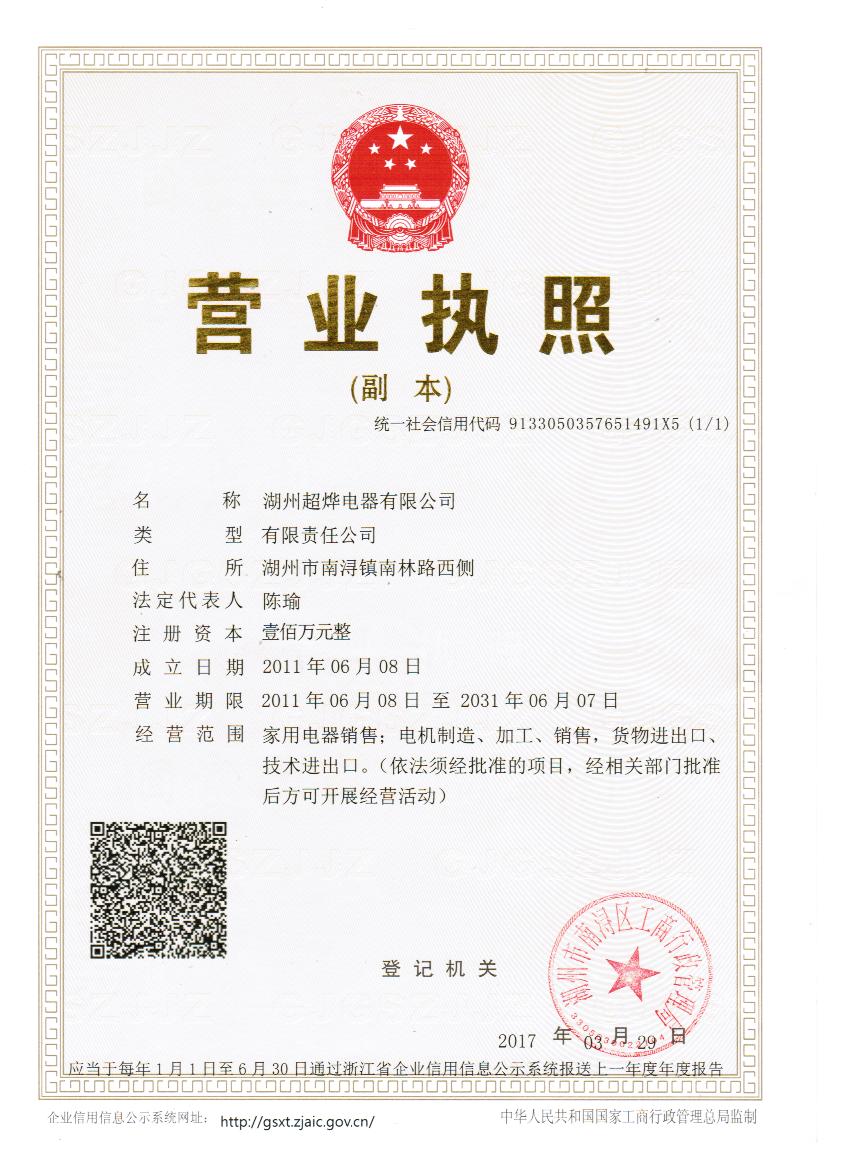 营业执照
(副 本)
统一社会信用代码 9133050357651491X5 (1/1)
名 称 湖州超烨电器有限公司
类 型 有限责任公司
住 所 湖州市南浔镇南林路西侧
法定代表人 陈瑜
注册资本 壹佰万元整
成立日期 2011年06月08日
营业期限 2011年06月08日 至 2031年06月07日
经营范围 家用电器销售；电机制造、加工、销售，货物进出口、
技术进出口。（依法须经批准的项目，经相关部门批准
后方可开展经营活动）
湖州市南浔区工商行政管理局
登记机关
2017 年 03 月 29 日
应当于每年1月1日至6月30日通过浙江省企业信用信息公示系统报送上一年度年度报告
企业信用信息公示系统网址： http://gsxt.zjaic.gov.cn/
中华人民共和国国家工商行政管理总局监制